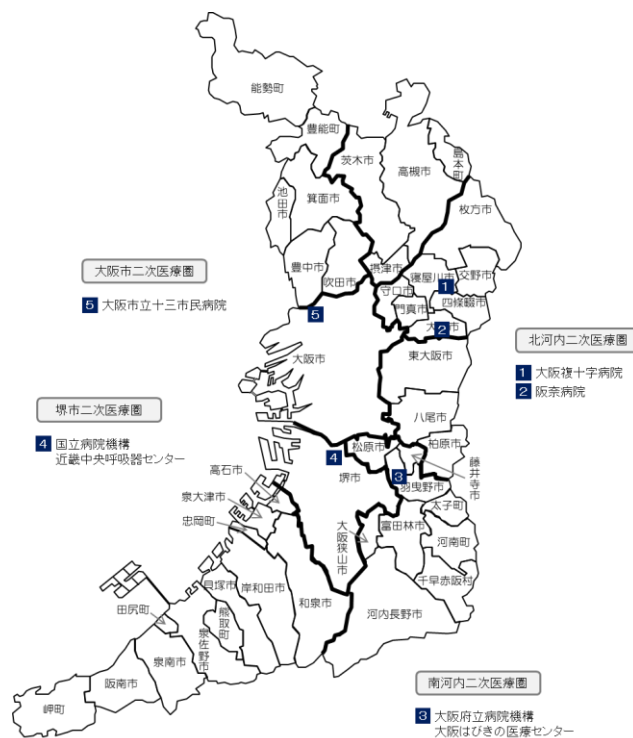 能勢町
豊能町
茨木市
高槻市
島本町
池田市
箕面市
枚方市
豊中市
吹田市
摂津市
寝屋川市
交野市
守口市
1
四條畷市
門真市
大東市
2
大阪市二次医療圏
5 大阪市立十三市民病院
5
大阪市
東大阪市
北河内二次医療圏
1 大阪複十字病院
2 阪奈病院
八尾市
堺市二次医療圏
4 国立病院機構
近畿中央呼吸器センター
松原市
柏原市
藤井寺市
4
堺市
3
羽曳野市
高石市
泉大津市
忠岡町
太子町
大阪狭山市
富田林市
河南町
千早赤阪村
貝塚市
岸和田市
和泉市
河内長野市
田尻町
熊取町
泉佐野市
泉南市
阪南市
岬町
南河内二次医療圏
3 大阪府立病院機構
大阪はびきの医療センター